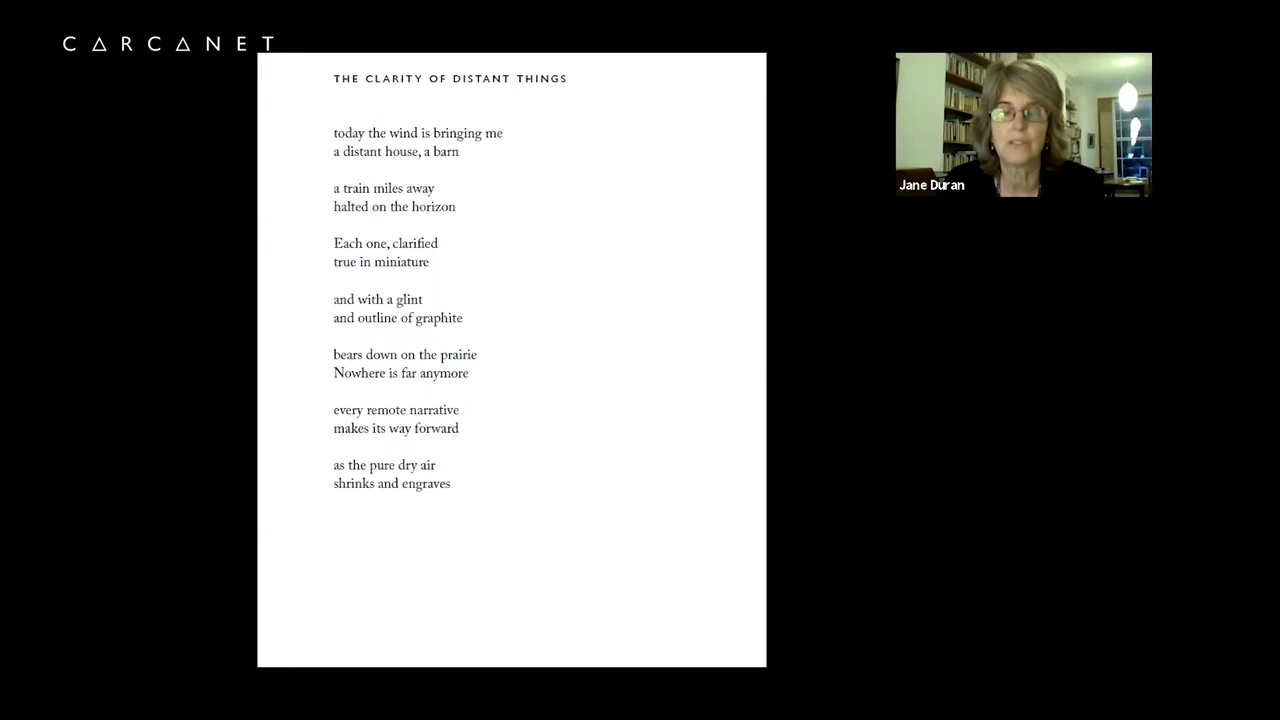 CARCANET
THE CLARITY OF DISTANT THINGS
today the wind is bringing me
a distant house, a barn
a train miles away
halted on the horizon
Each one, clarified
true in miniature
and with a glint
and outline of graphite
bears down on the prairie
Nowhere is far anymore
every remote narrative
makes its way forward
as the pure dry air
shrinks and engraves
Jane Duran